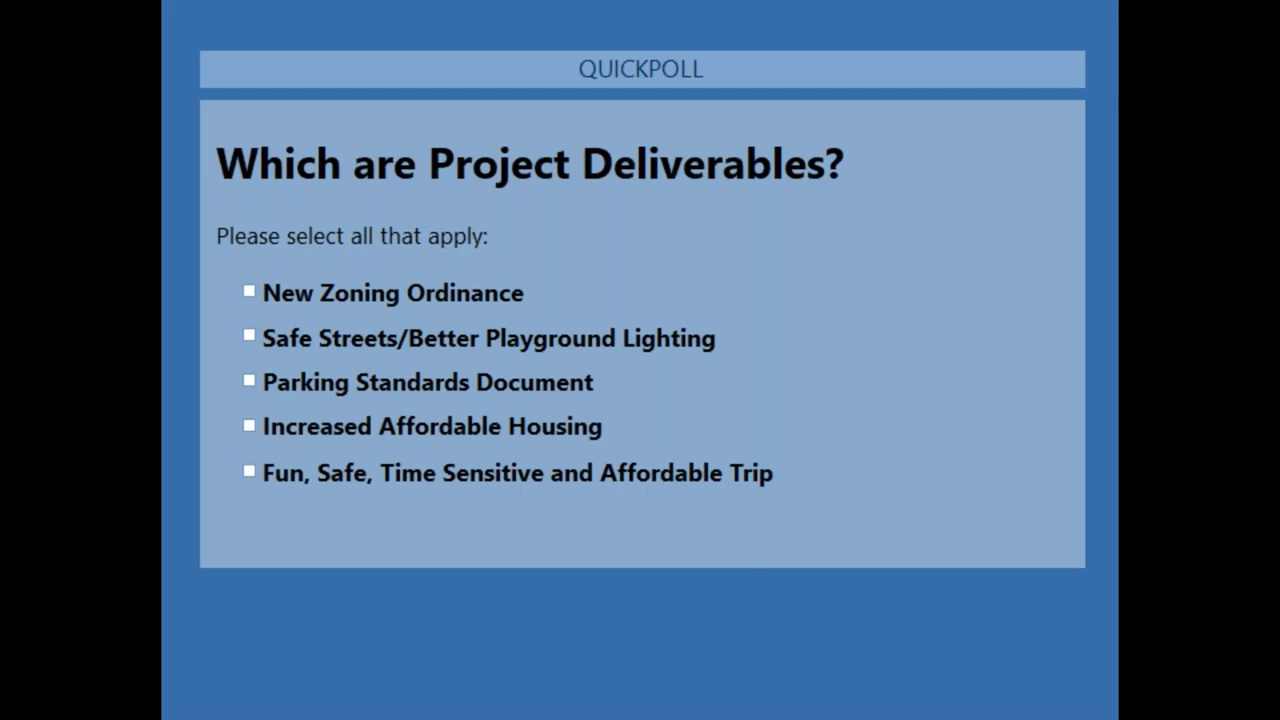 QUICKPOLL
Which are Project Deliverables?
Please select all that apply:
New Zoning Ordinance
Safe Streets/Better Playground Lighting
Parking Standards Document
Increased Affordable Housing
Fun, Safe, Time Sensitive and Affordable Trip